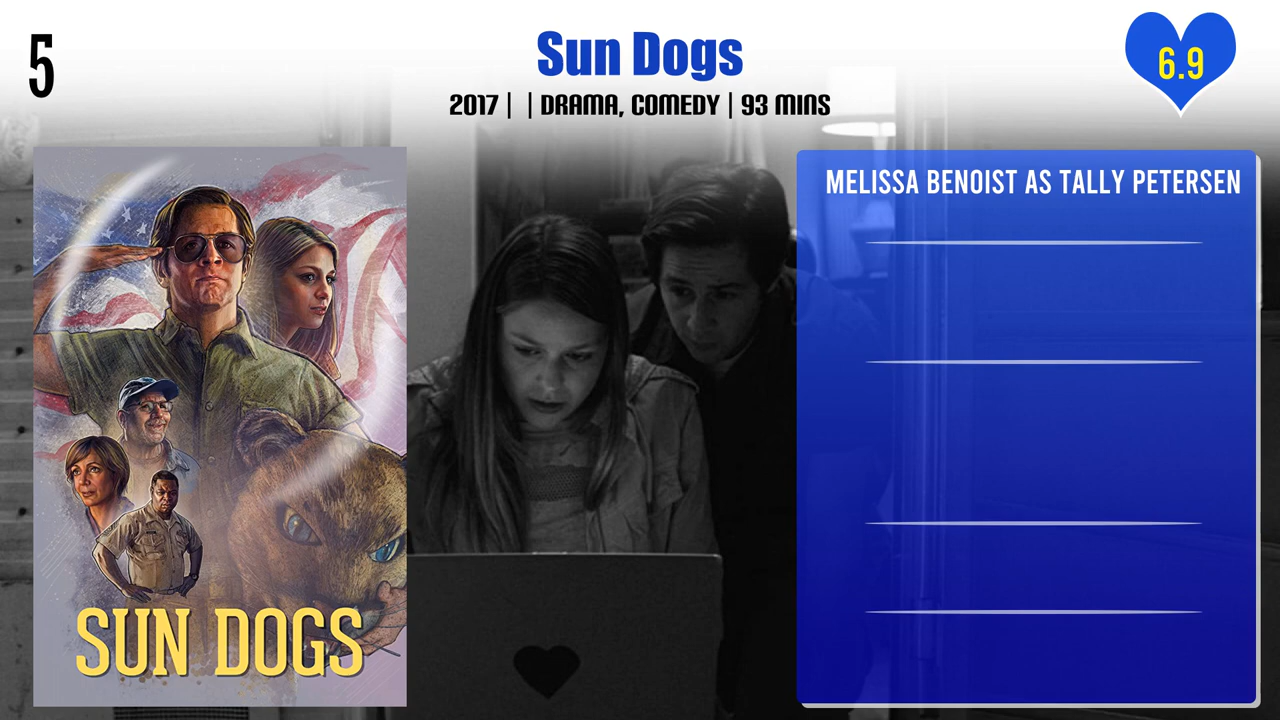 5
Sun Dogs
6.9
2017 | | DRAMA, COMEDY | 93 MINS
MELISSA BENOIST AS TALLY PETERSEN
SUN DOGS